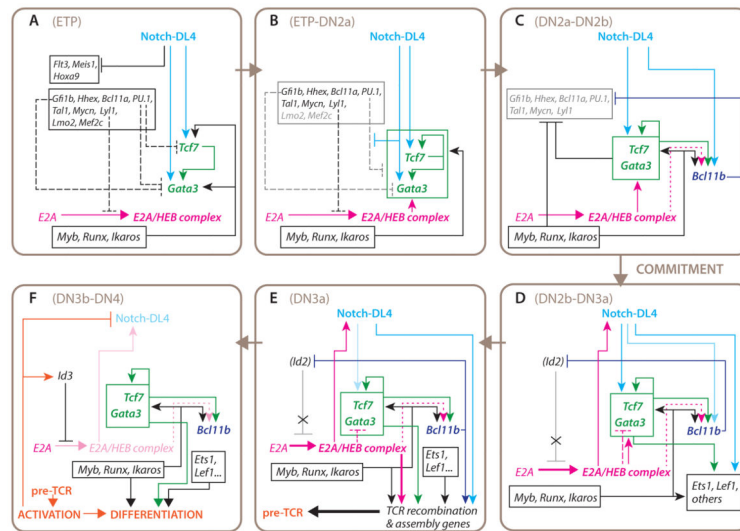 A (ETP)
Notch-DL4
Flt3, Meis1,
Hoxa9
Gfi1b, Hhex, Bcl11a, PU.1,
Tal1, Mycn, Lyl1,
Lmo2, Mef2c
Tcf7
Gata3
E2A
E2A/HEB complex
Myb, Runx, Ikaros
B (ETP-DN2a)
Notch-DL4
Gfi1b, Hhex, Bcl11a, PU.1,
Tal1, Mycn, Lyl1,
Lmo2, Mef2c
Tcf7
Gata3
E2A
E2A/HEB complex
Myb, Runx, Ikaros
C (DN2a-DN2b)
Notch-DL4
Gfi1b, Hhex, Bcl11a, PU.1,
Tal1, Mycn, Lyl1
Tcf7
Gata3
Bcl11b
E2A
E2A/HEB complex
Myb, Runx, Ikaros
COMMITMENT
F (DN3b-DN4)
Notch-DL4
Id3
Tcf7
Gata3
Bcl11b
E2A
E2A/HEB complex
Myb, Runx, Ikaros
Ets1,
Lef1...
pre-TCR
ACTIVATION
DIFFERENTIATION
E (DN3a)
Notch-DL4
(Id2)
X
Tcf7
Gata3
Bcl11b
E2A
E2A/HEB complex
Ets1,
Lef1...
Myb, Runx, Ikaros
pre-TCR
TCR recombination
& assembly genes
D (DN2b-DN3a)
Notch-DL4
(Id2)
X
Tcf7
Gata3
Bcl11b
E2A
E2A/HEB complex
Myb, Runx, Ikaros
Ets1, Lef1,
others